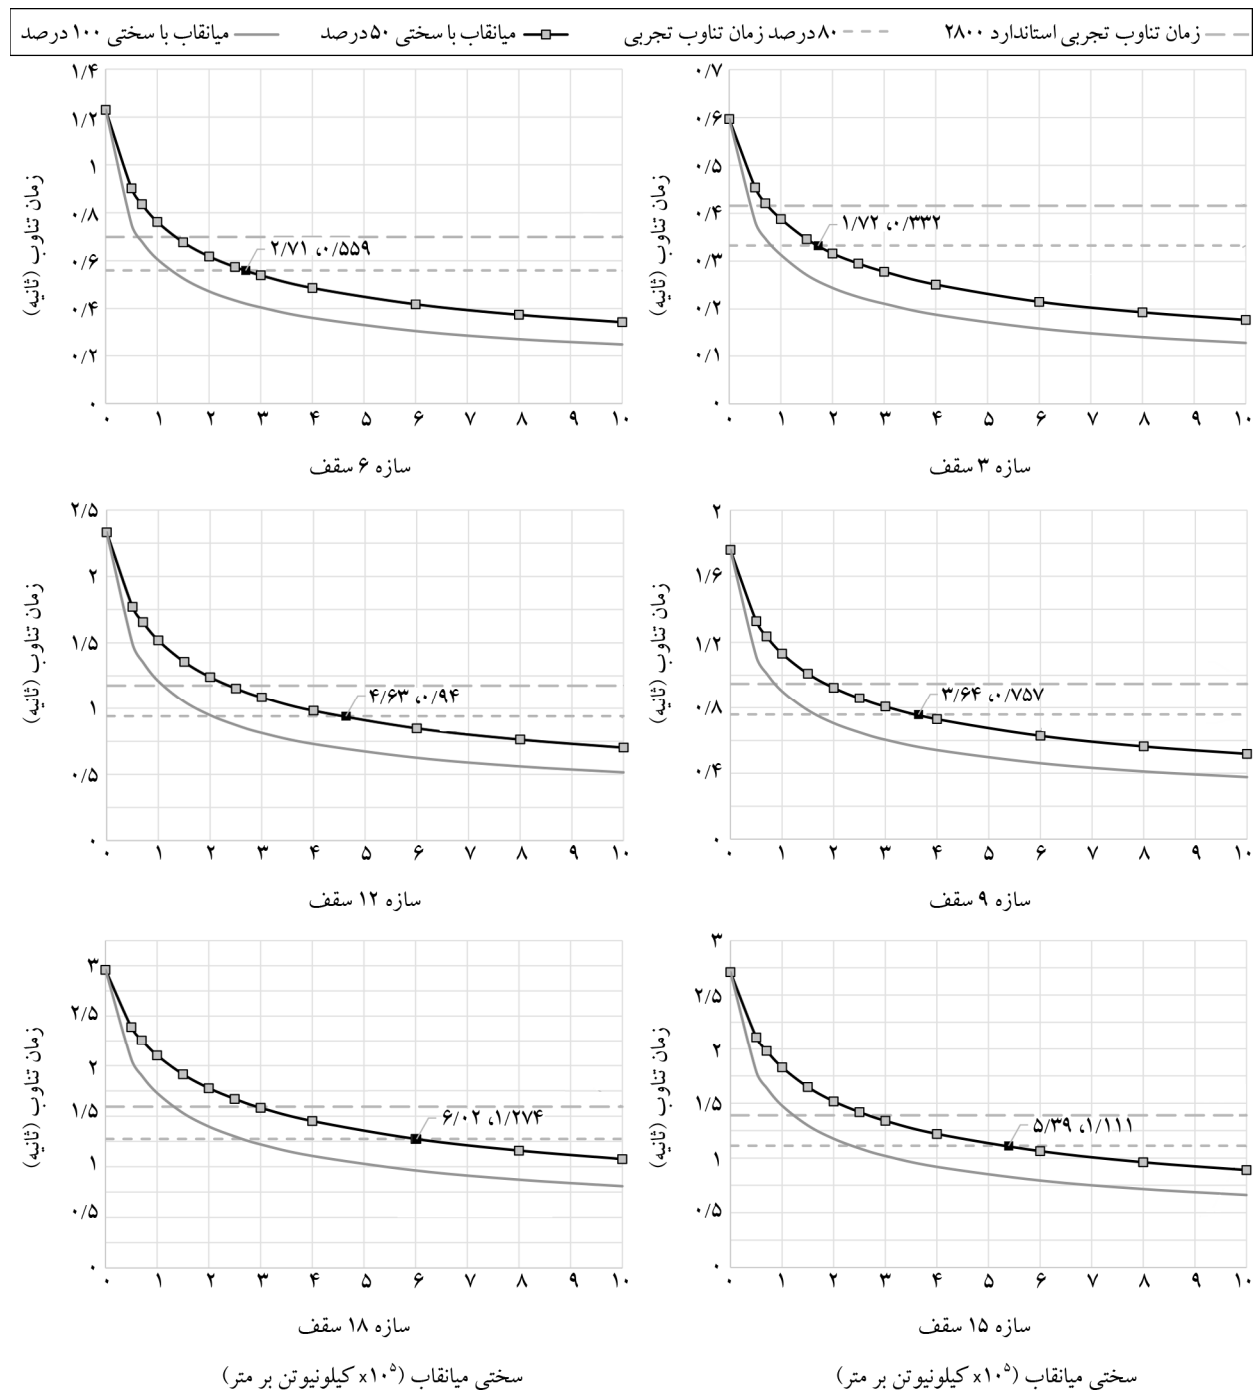 زمان تناوب تجربی استاندارد ۲۸۰۰ ۸۰ درصد زمان تناوب تجربی میانقاب با سختی ۵۰ درصد میانقاب با سختی ۱۰۰ درصد
زمان تناوب (ثانیه)
۰/۷
۰/۶
۰/۵
۰/۴
۰/۳
۰/۲
۰/۱
۰
۱/۷۲ ،۰/۳۳۲
۰ ۱ ۲ ۳ ۴ ۵ ۶ ۷ ۸ ۹ ۱۰
سازه ۳ سقف
زمان تناوب (ثانیه)
۱/۴
۱/۲
۱
۰/۸
۰/۶
۰/۴
۰/۲
۰
۲/۷۱ ،۰/۵۵۹
۰ ۱ ۲ ۳ ۴ ۵ ۶ ۷ ۸ ۹ ۱۰
سازه ۶ سقف
زمان تناوب (ثانیه)
۲
۱/۶
۱/۲
۰/۸
۰/۴
۰
۳/۶۴ ،۰/۷۵۷
۰ ۱ ۲ ۳ ۴ ۵ ۶ ۷ ۸ ۹ ۱۰
سازه ۹ سقف
زمان تناوب (ثانیه)
۲/۵
۲
۱/۵
۱
۰/۵
۰
۴/۶۳ ،۰/۹۴
۰ ۱ ۲ ۳ ۴ ۵ ۶ ۷ ۸ ۹ ۱۰
سازه ۱۲ سقف
زمان تناوب (ثانیه)
۳
۲/۵
۲
۱/۵
۱
۰/۵
۰
۵/۳۹ ،۱/۱۱۱
۰ ۱ ۲ ۳ ۴ ۵ ۶ ۷ ۸ ۹ ۱۰
سازه ۱۵ سقف
سختی میانقاب (x۱۰⁵ کیلونیوتن بر متر)
زمان تناوب (ثانیه)
۳
۲/۵
۲
۱/۵
۱
۰/۵
۰
۶/۰۲ ،۱/۲۷۴
۰ ۱ ۲ ۳ ۴ ۵ ۶ ۷ ۸ ۹ ۱۰
سازه ۱۸ سقف
سختی میانقاب (x۱۰⁵ کیلونیوتن بر متر)